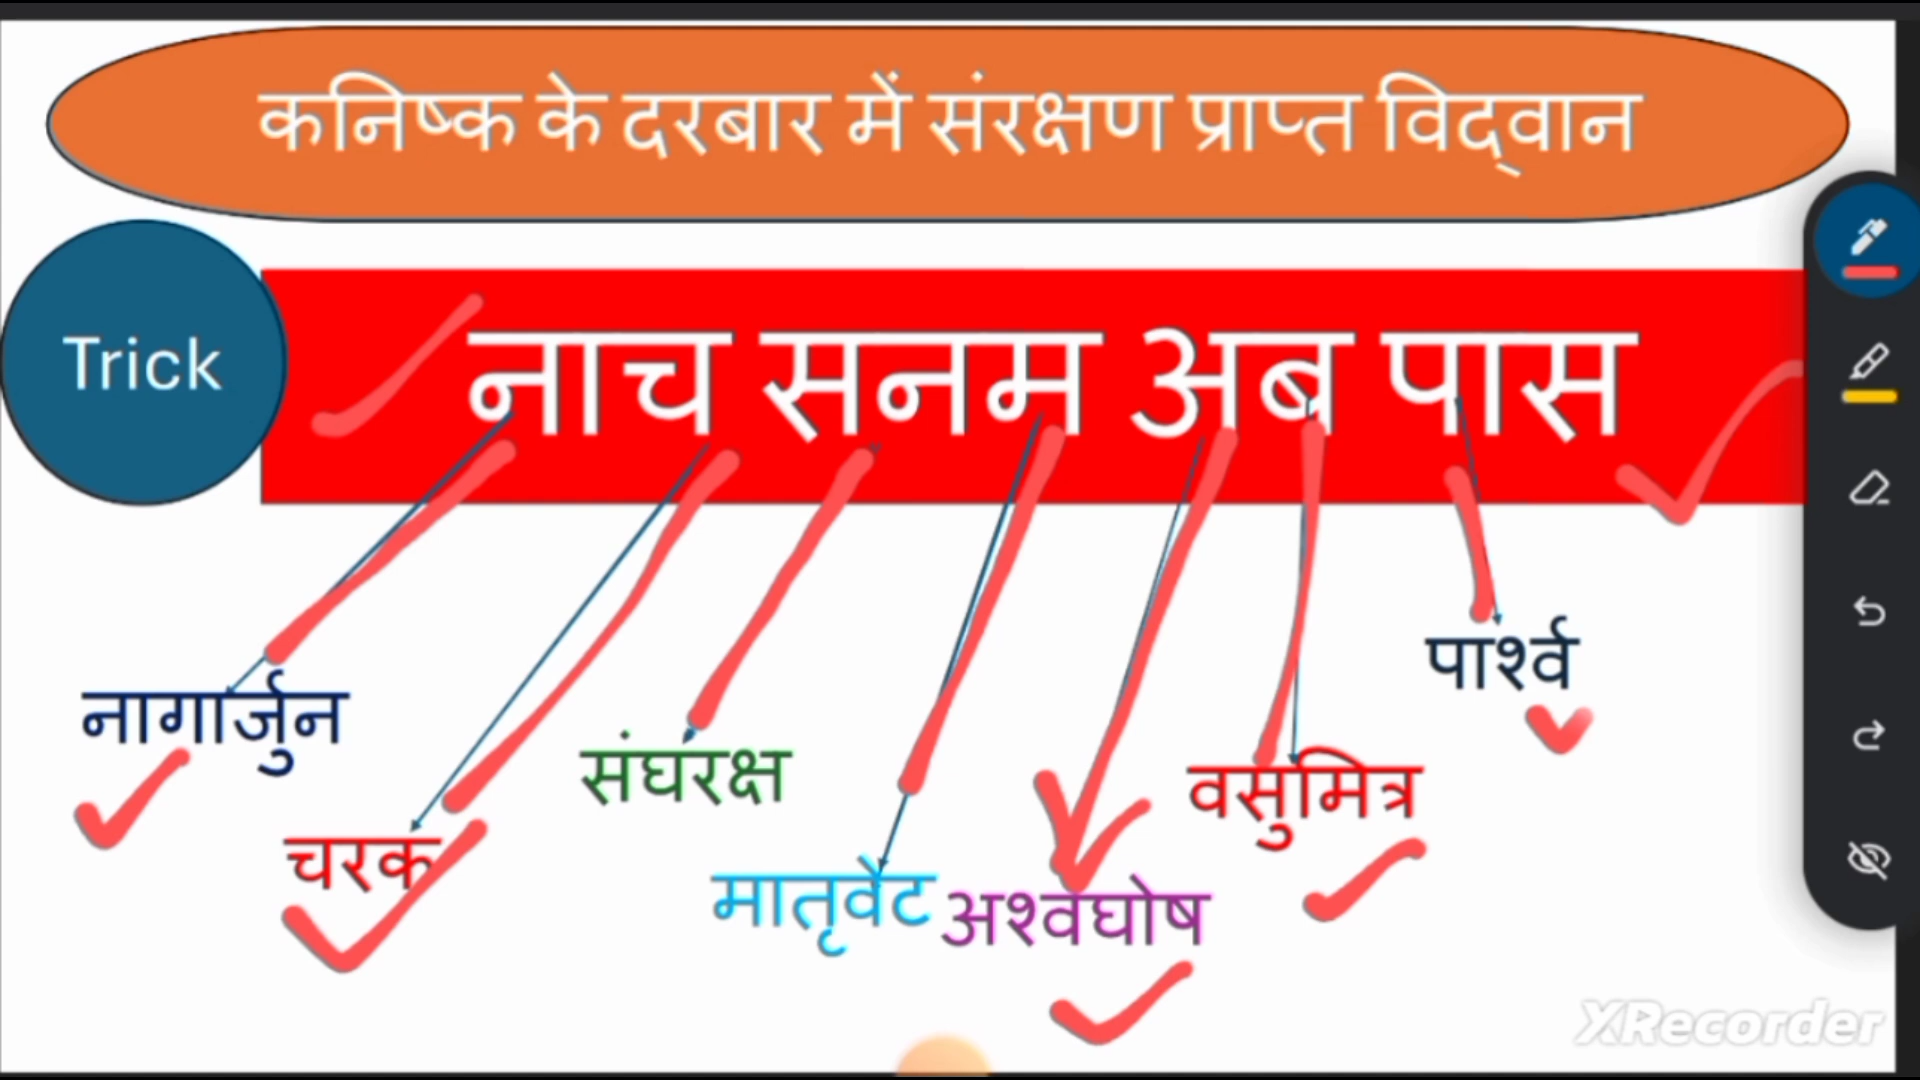 कनिष्क के दरबार में संरक्षण प्राप्त विद्‌वान
Trick
नाच सनम अब पास
नागार्जुन
चरक
संघरक्ष
मातृवैट
अश्वघोष
वसुमित्र
पार्श्व
XRecorder